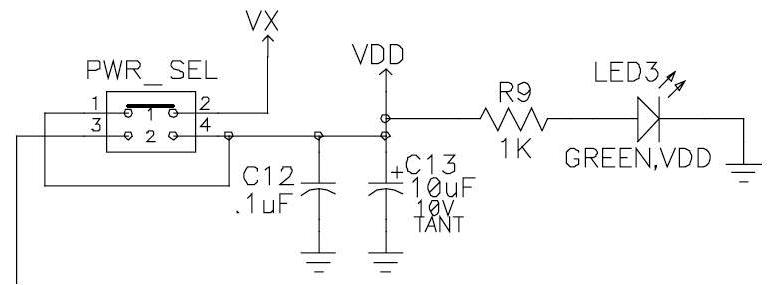 VX
VDD
PWR_SEL
LED3
R9
1
1
2
3
2
4
1K
GREEN,VDD
C12
.1uF
+
C13
10uF
10V
TANT